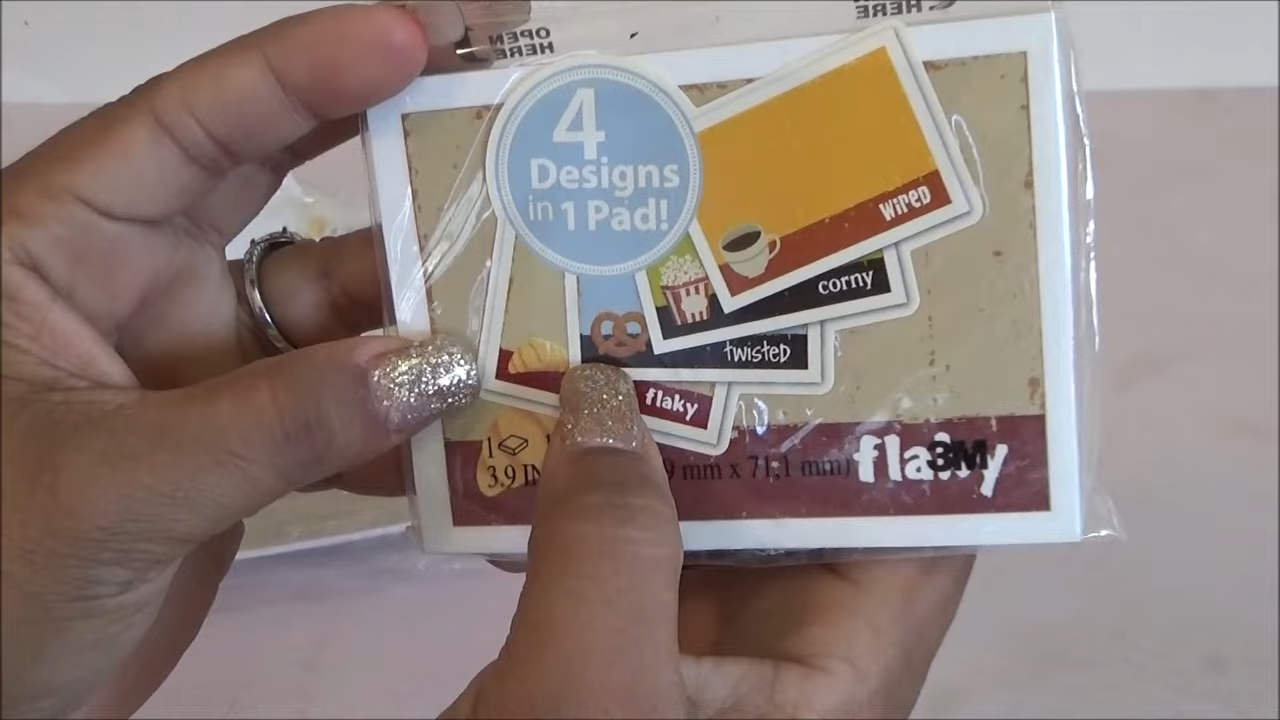 OPEN
HERE
HERE
4
Designs
in 1 Pad!
wired
corny
twisted
flaky
1
3.9 IN
9 mm x 71,1 mm)
3M